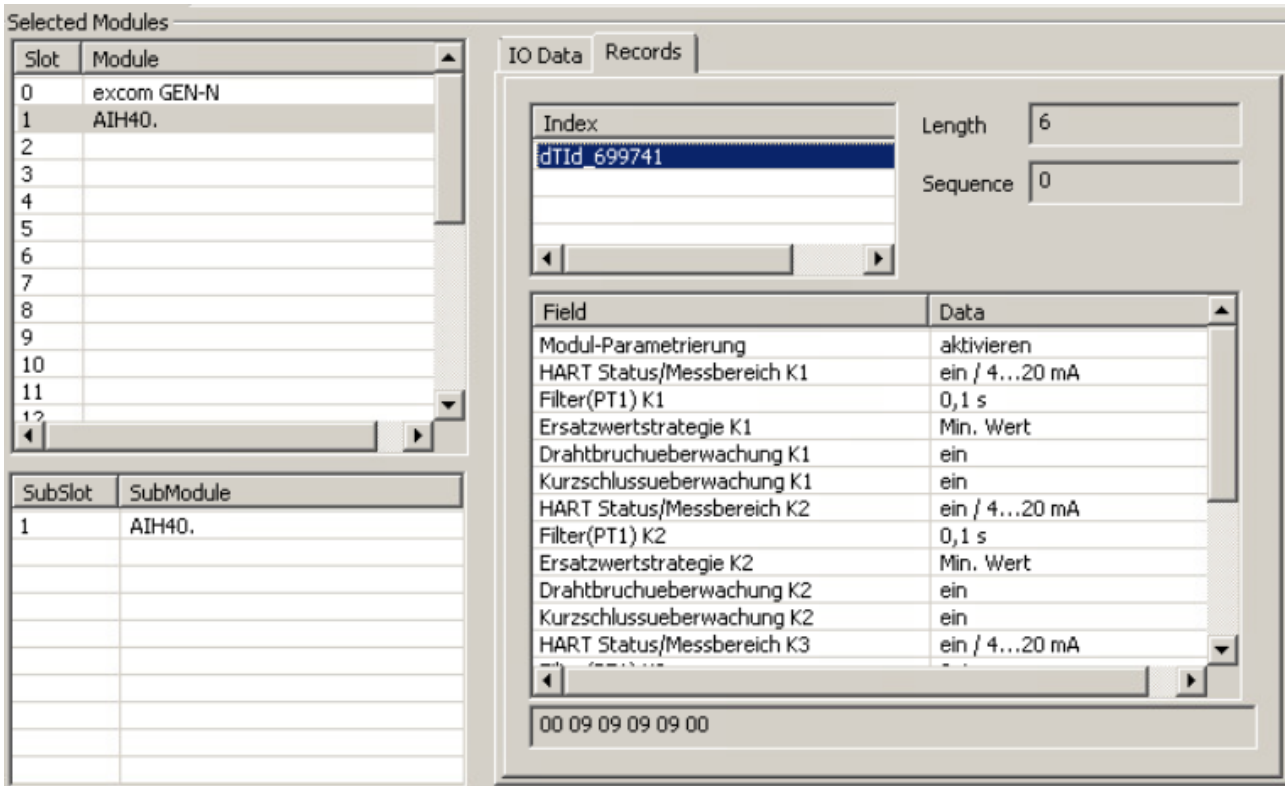 Selected Modules
Slot Module
0 excom GEN-N
1 AIH40.
2
3
4
5
6
7
8
9
10
11
12
SubSlot SubModule
1 AIH40.
IO Data Records
Index
dTId_699741
Length 6
Sequence 0
Field Data
Modul-Parametrierung aktivieren
HART Status/Messbereich K1 ein / 4...20 mA
Filter(PT1) K1 0,1 s
Ersatzwertstrategie K1 Min. Wert
Drahtbruchueberwachung K1 ein
Kurzschlussueberwachung K1 ein
HART Status/Messbereich K2 ein / 4...20 mA
Filter(PT1) K2 0,1 s
Ersatzwertstrategie K2 Min. Wert
Drahtbruchueberwachung K2 ein
Kurzschlussueberwachung K2 ein
HART Status/Messbereich K3 ein / 4...20 mA
00 09 09 09 09 00